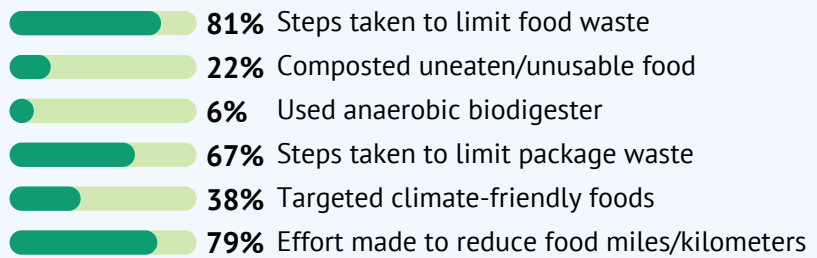 81% Steps taken to limit food waste
22% Composted uneaten/unusable food
6% Used anaerobic biodigester
67% Steps taken to limit package waste
38% Targeted climate-friendly foods
79% Effort made to reduce food miles/kilometers